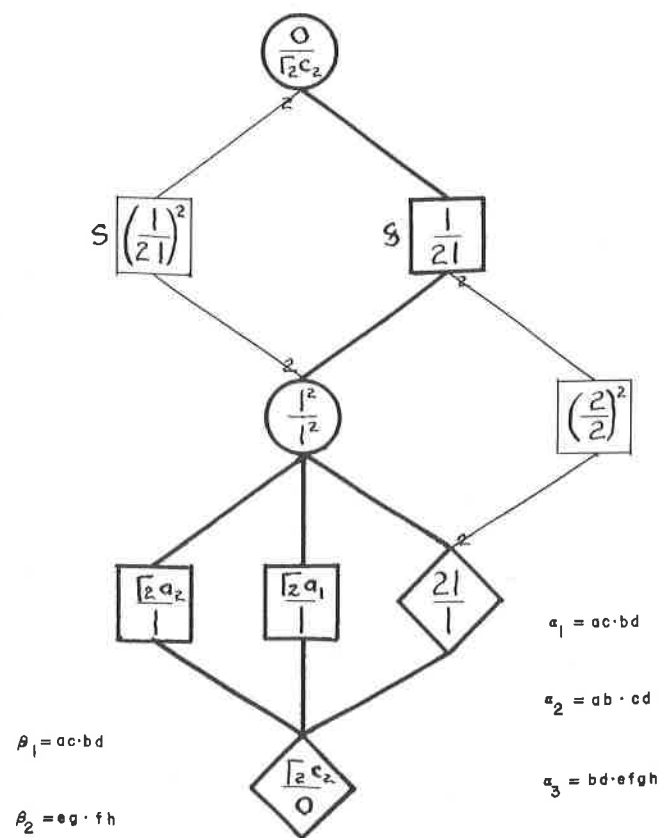 0
Γ₂c₂
2
S (1/21)²
S 1/21
2
2
1²
1²
(2/2)²
2
Γ₂a₂
1
Γ₂a₁
1
21
1
α₁ = ac·bd
α₂ = ab·cd
β₁ = ac·bd
Γ₂c₂
0
α₃ = bd·efgh
β₂ = eg·fh